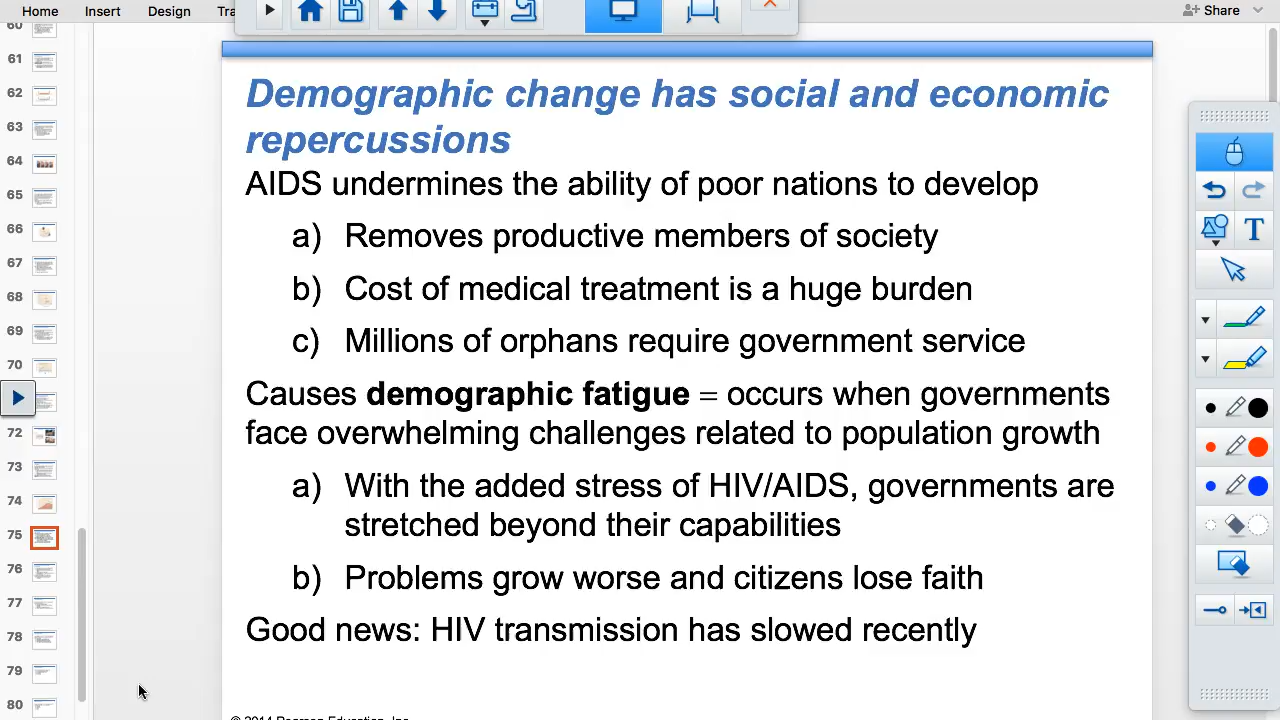 Home Insert Design Tra
Share
60
61
62
63
64
65
66
67
68
69
70
72
73
74
75
76
77
78
79
80
Demographic change has social and economic
repercussions
AIDS undermines the ability of poor nations to develop
a) Removes productive members of society
b) Cost of medical treatment is a huge burden
c) Millions of orphans require government service
Causes demographic fatigue = occurs when governments
face overwhelming challenges related to population growth
a) With the added stress of HIV/AIDS, governments are
stretched beyond their capabilities
b) Problems grow worse and citizens lose faith
Good news: HIV transmission has slowed recently
© 2014 Pearson Education, Inc.
T